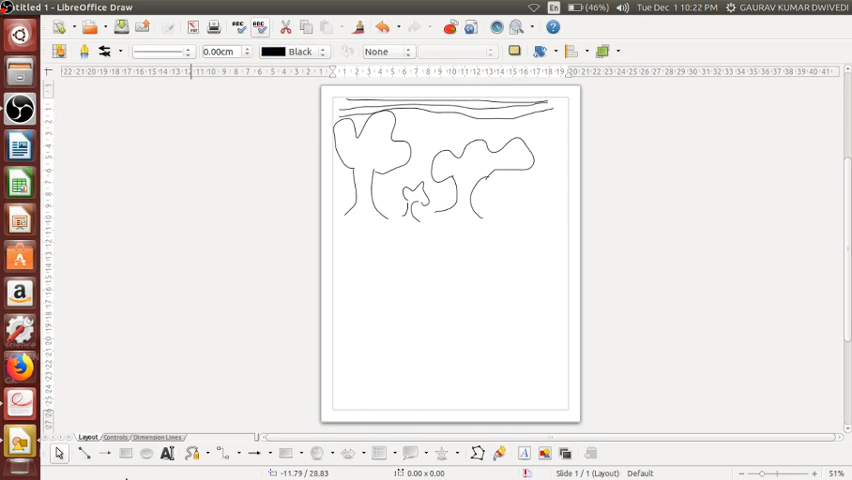 ntitled 1 - LibreOffice Draw
(46%)
Tue Dec 1 10:22 PM
GAURAV KUMAR DWIVEDI
0.00cm
Black
None
Layout
Controls
Dimension Lines
-11.79 / 28.83
0.00 x 0.00
Slide 1 / 1 (Layout)
Default
51%